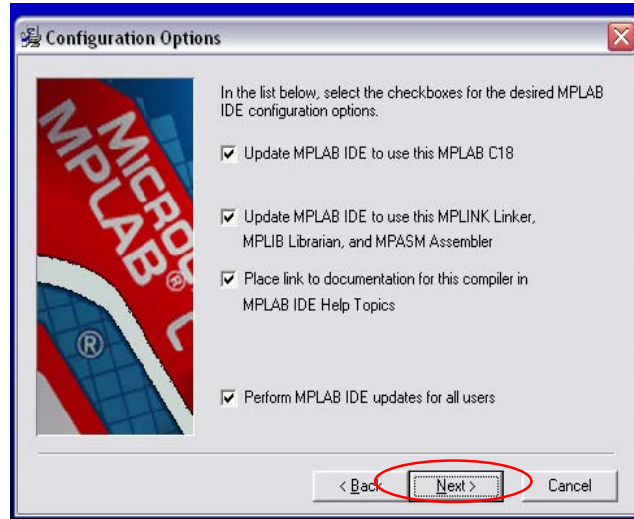 Configuration Options
In the list below, select the checkboxes for the desired MPLAB
IDE configuration options.
Update MPLAB IDE to use this MPLAB C18
Update MPLAB IDE to use this MPLINK Linker,
MPLIB Librarian, and MPASM Assembler
Place link to documentation for this compiler in
MPLAB IDE Help Topics
Perform MPLAB IDE updates for all users
MPLAB®
®
< Back Next > Cancel